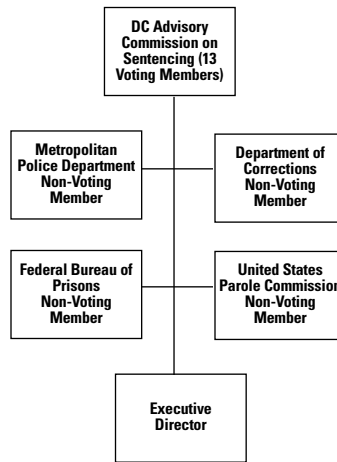 DC Advisory
Commission on
Sentencing (13
Voting Members)
Metropolitan
Police Department
Non-Voting
Member
Department of
Corrections
Non-Voting
Member
Federal Bureau of
Prisons
Non-Voting
Member
United States
Parole Commission
Non-Voting
Member
Executive
Director